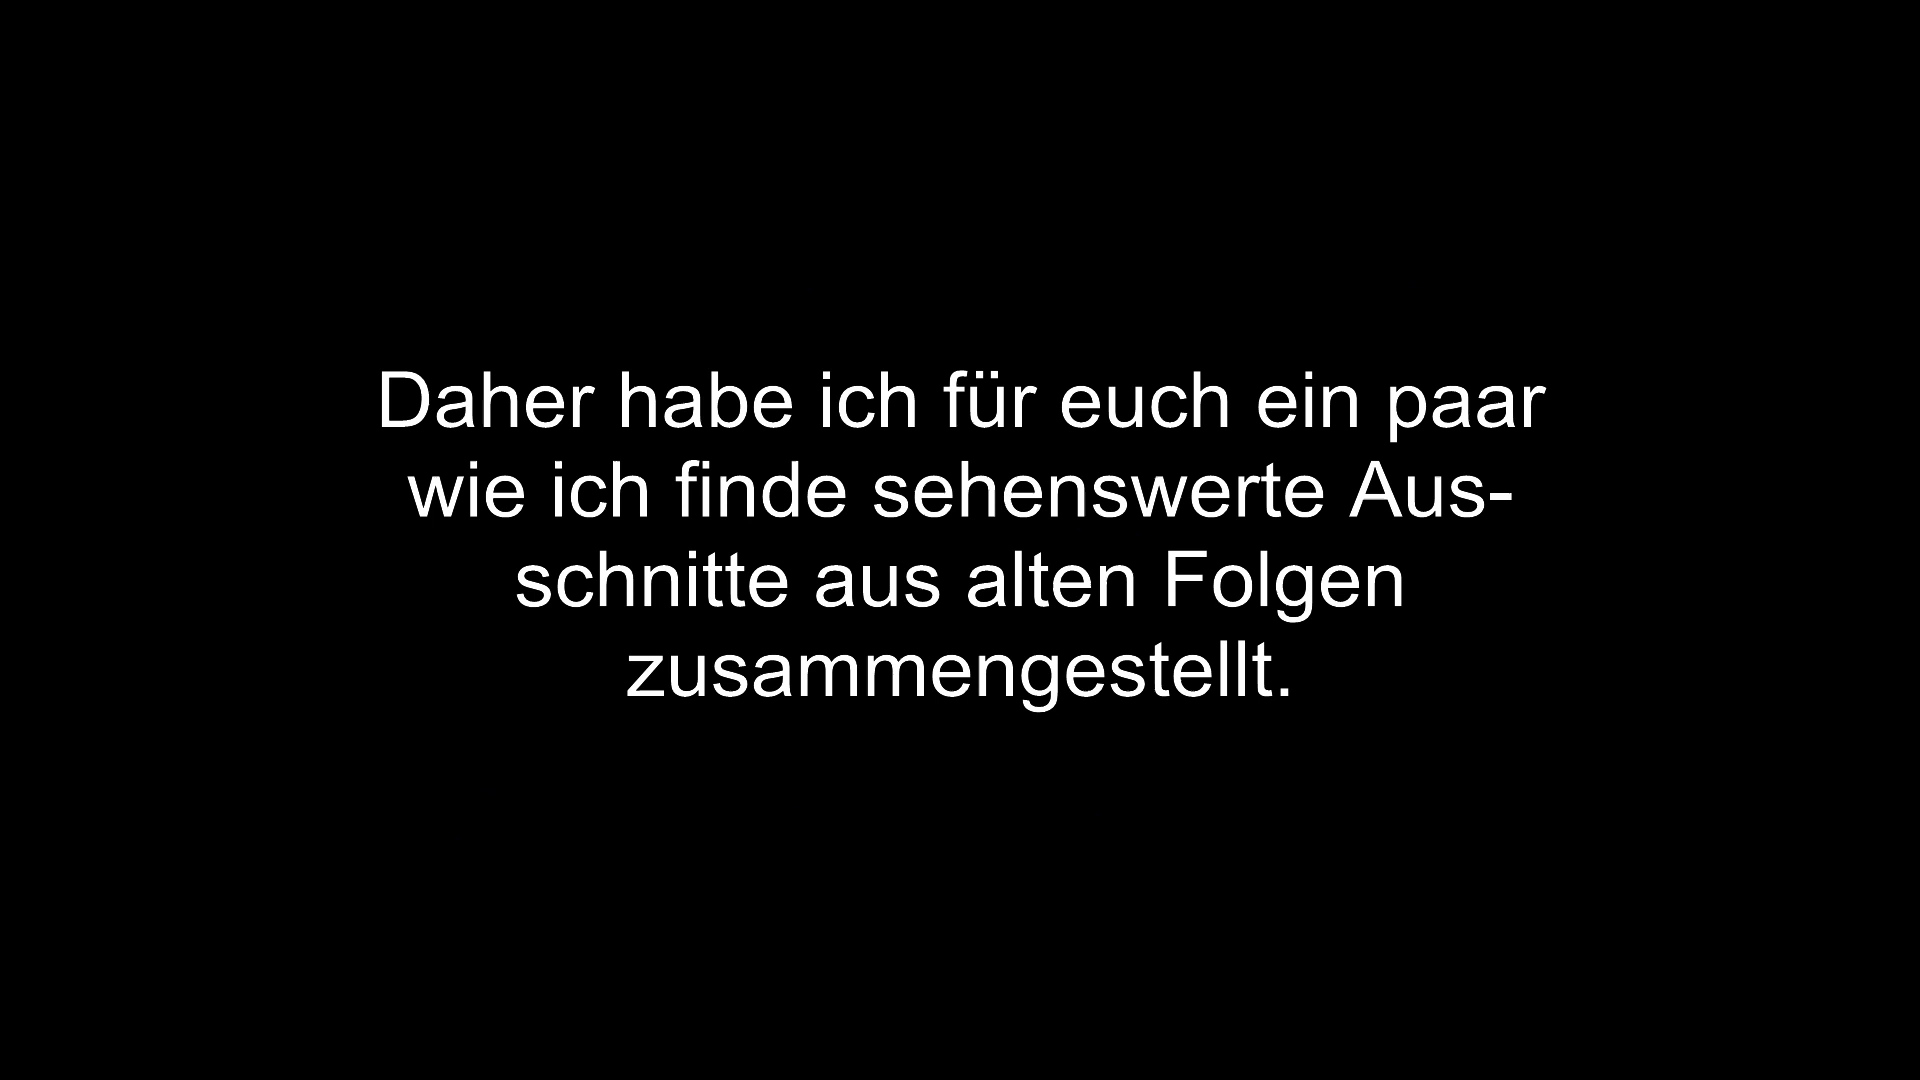 Daher habe ich für euch ein paar
wie ich finde sehenswerte Aus-
schnitte aus alten Folgen
zusammengestellt.